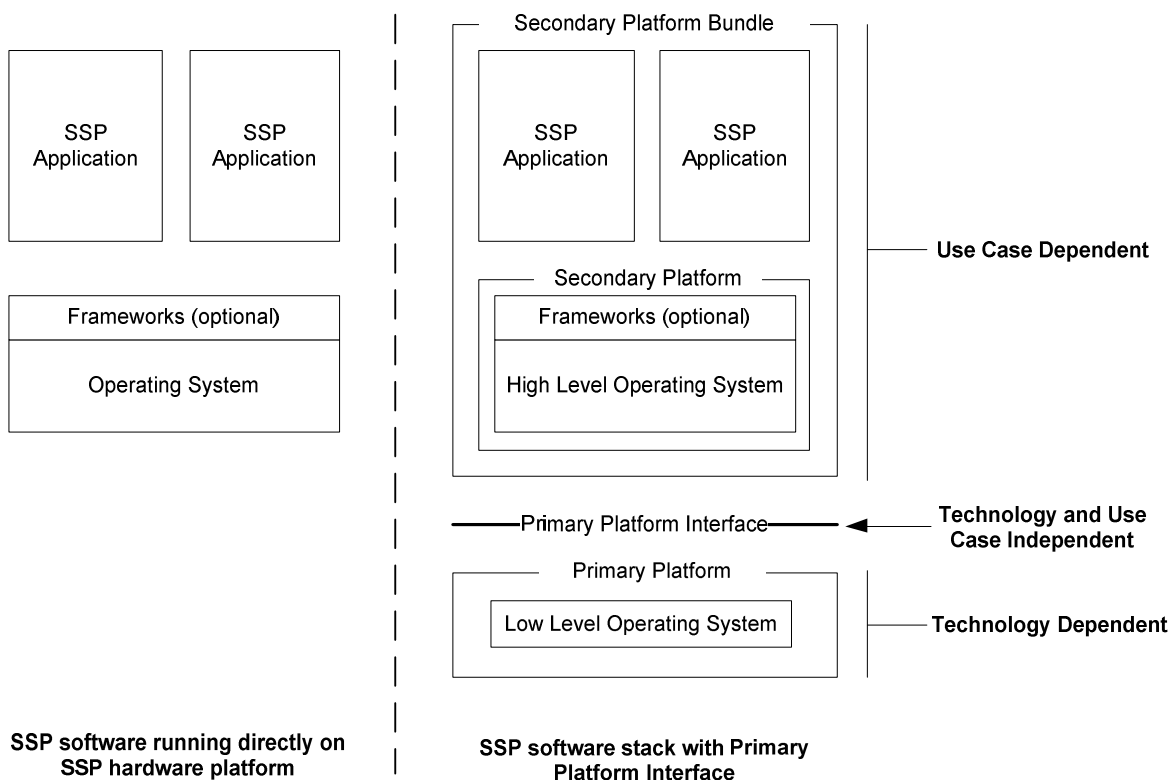 SSP
Application
SSP
Application
Frameworks (optional)
Operating System
SSP software running directly on
SSP hardware platform
Secondary Platform Bundle
SSP
Application
SSP
Application
Secondary Platform
Frameworks (optional)
High Level Operating System
Primary Platform Interface
Primary Platform
Low Level Operating System
SSP software stack with Primary
Platform Interface
Use Case Dependent
Technology and Use
Case Independent
Technology Dependent